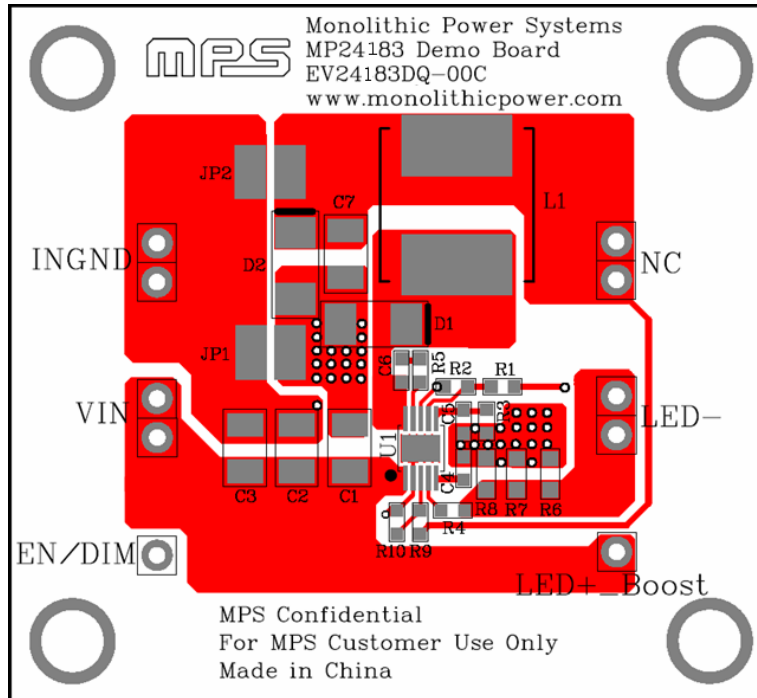 MPS
Monolithic Power Systems
MP24183 Demo Board
EV24183DQ-00C
www.monolithicpower.com
JP2
C7
L1
INGND
D2
NC
D1
JP1
C6
R5
R2
R1
VIN
C5
R3
LED-
U1
C3
C2
C1
C4
R8
R7
R6
R4
R10
R9
EN/DIM
LED+_Boost
MPS Confidential
For MPS Customer Use Only
Made in China